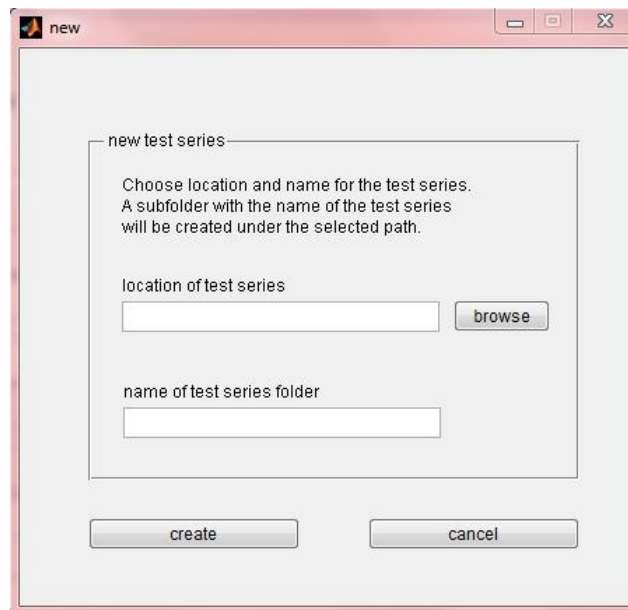 new
new test series
Choose location and name for the test series.
A subfolder with the name of the test series
will be created under the selected path.
location of test series
browse
name of test series folder
create
cancel